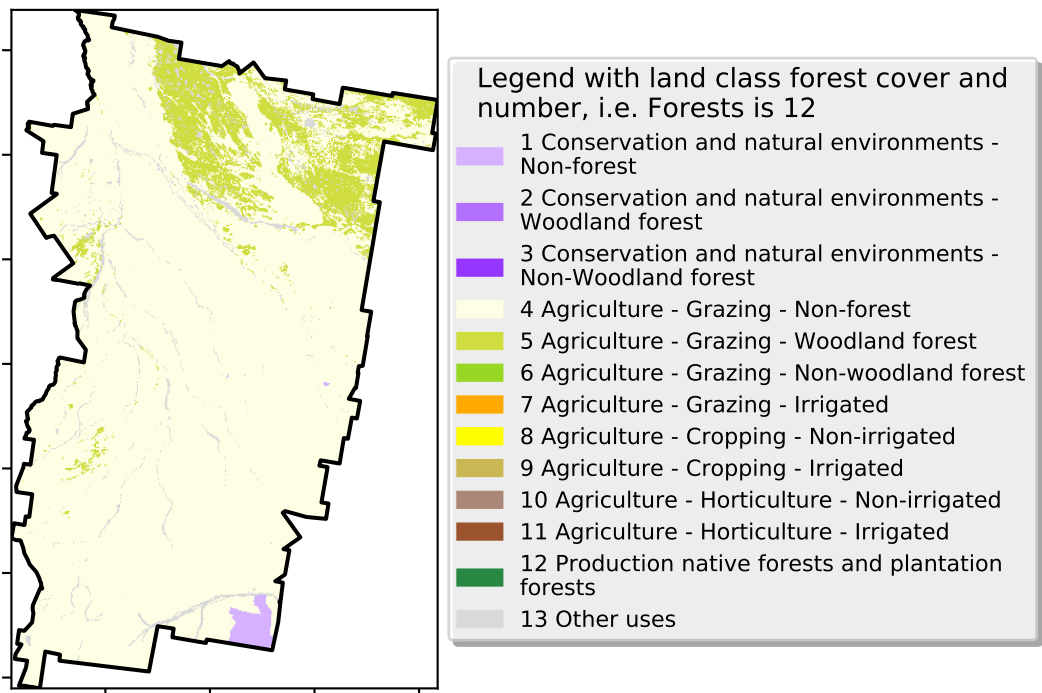 Legend with land class forest cover and
number, i.e. Forests is 12
1 Conservation and natural environments -
Non-forest
2 Conservation and natural environments -
Woodland forest
3 Conservation and natural environments -
Non-Woodland forest
4 Agriculture - Grazing - Non-forest
5 Agriculture - Grazing - Woodland forest
6 Agriculture - Grazing - Non-woodland forest
7 Agriculture - Grazing - Irrigated
8 Agriculture - Cropping - Non-irrigated
9 Agriculture - Cropping - Irrigated
10 Agriculture - Horticulture - Non-irrigated
11 Agriculture - Horticulture - Irrigated
12 Production native forests and plantation
forests
13 Other uses